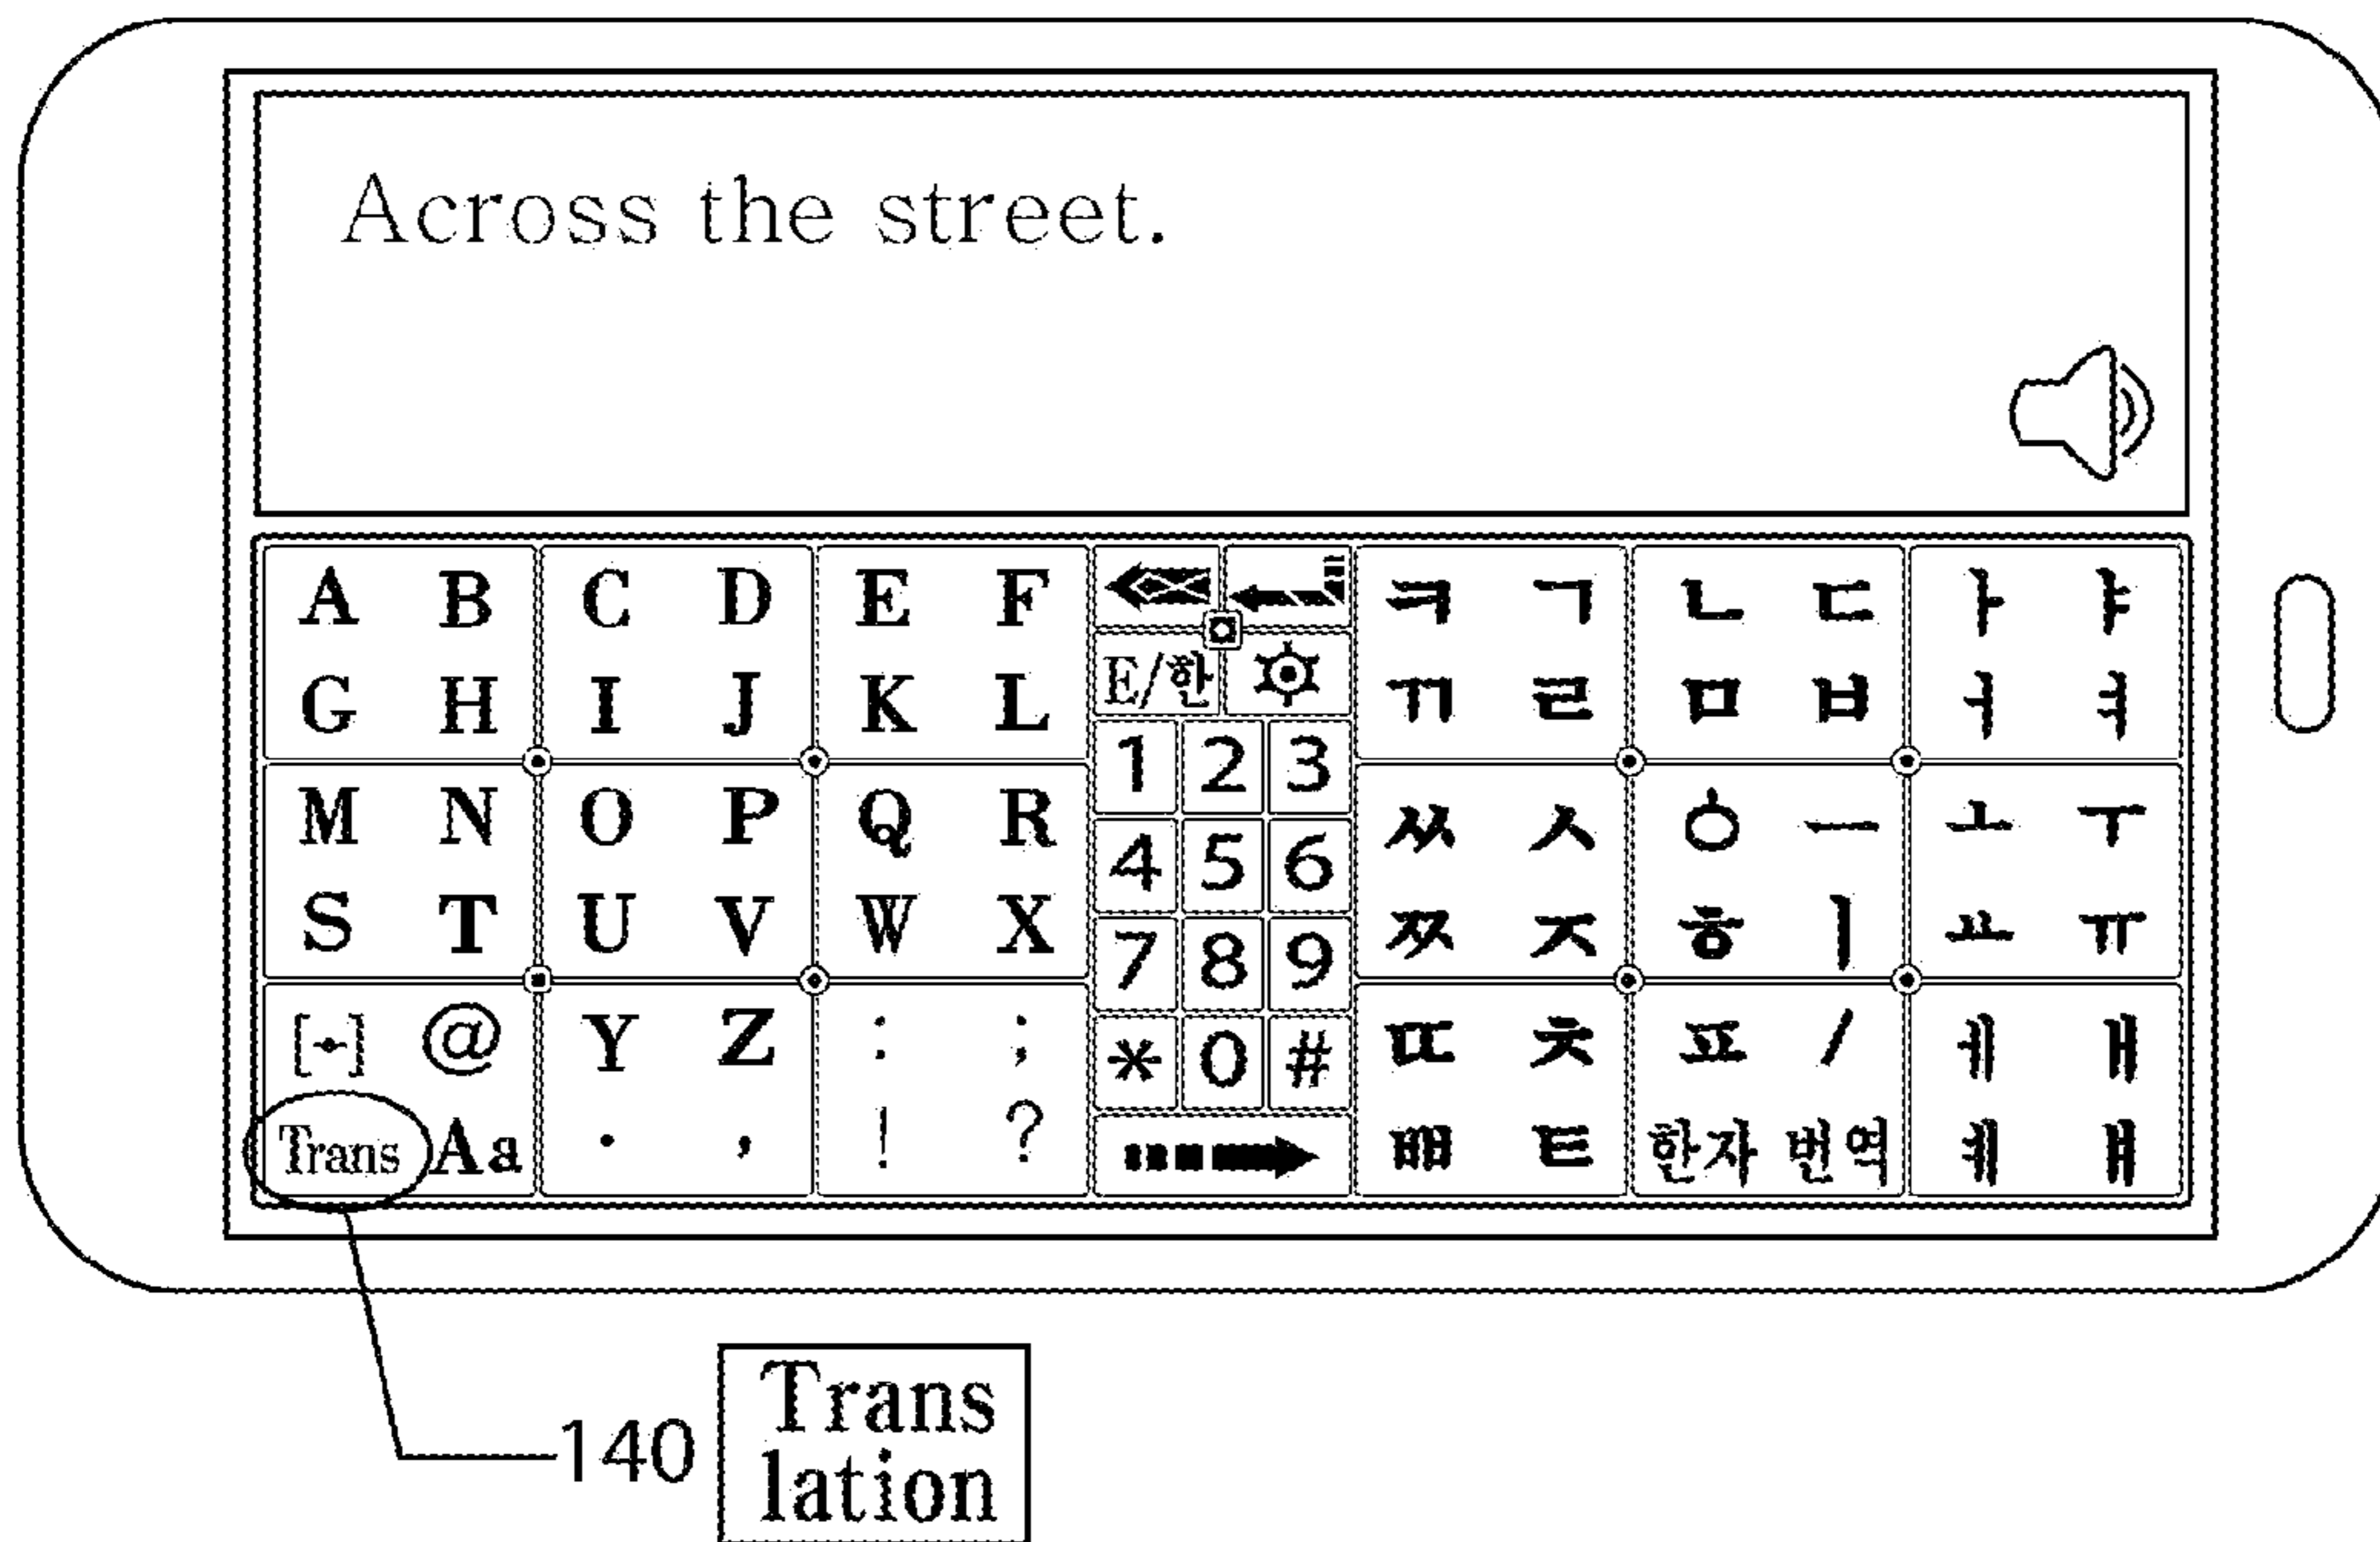 Across the street.
A B C D E F ㅋ ㄱ ㄴ ㄷ ㅏ ㅑ
G H I J K L E/한 ㄲ ㄹ ㅁ ㅂ ㅓ ㅕ
1 2 3
M N O P Q R ㅆ ㅅ ㅇ ㅡ ㅗ ㅜ
4 5 6
S T U V W X ㅉ ㅈ ㅎ ㅣ ㅛ ㅠ
7 8 9
[·] @ Y Z : ; * 0 # ㄸ ㅊ ㅍ / ㅔ ㅐ
Trans Aa . , ! ? ㅃ ㅌ 한자 번역 ㅖ ㅒ
140 Trans
lation